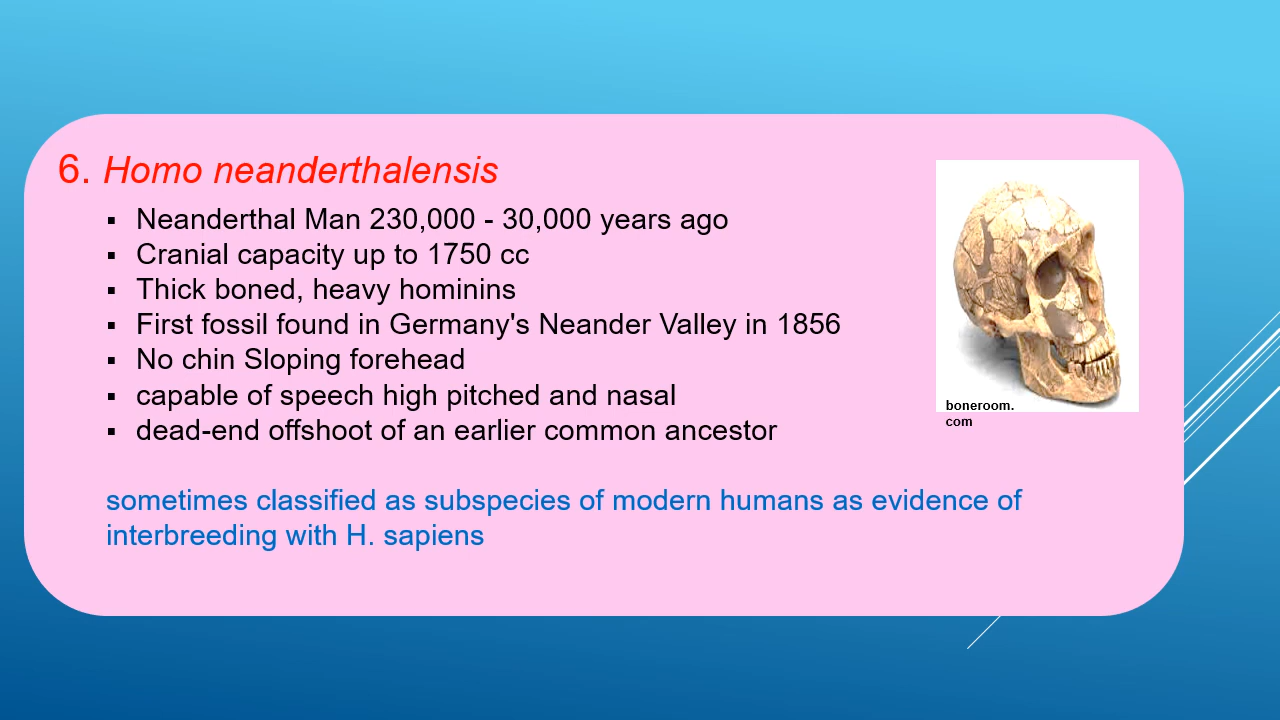 6. Homo neanderthalensis
▪ Neanderthal Man 230,000 - 30,000 years ago
▪ Cranial capacity up to 1750 cc
▪ Thick boned, heavy hominins
▪ First fossil found in Germany's Neander Valley in 1856
▪ No chin Sloping forehead
▪ capable of speech high pitched and nasal
▪ dead-end offshoot of an earlier common ancestor
sometimes classified as subspecies of modern humans as evidence of
interbreeding with H. sapiens
boneroom.
com